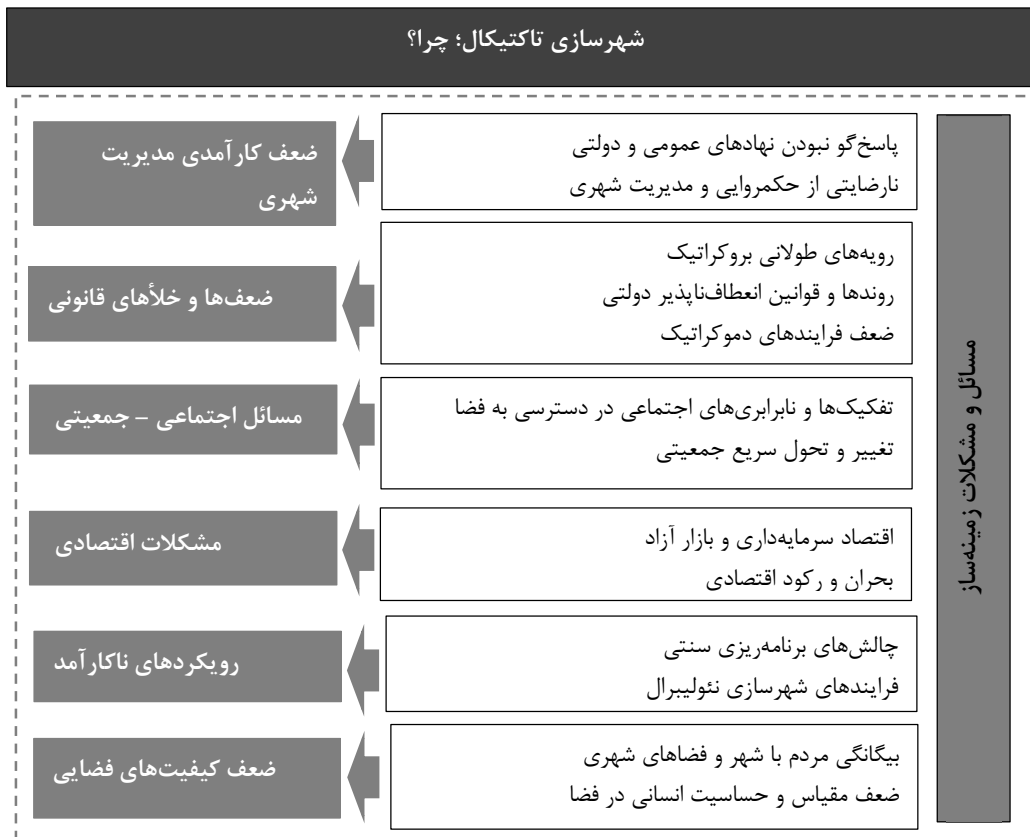 شهرسازی تاکتیکال؛ چرا؟
مسائل و مشکلات زمینه‌ساز
پاسخ‌گو نبودن نهادهای عمومی و دولتی
نارضایتی از حکمروایی و مدیریت شهری
ضعف کارآمدی مدیریت
شهری
رویه‌های طولانی بروکراتیک
روندها و قوانین انعطاف‌ناپذیر دولتی
ضعف فرایندهای دموکراتیک
ضعف‌ها و خلأهای قانونی
تفکیک‌ها و نابرابری‌های اجتماعی در دسترسی به فضا
تغییر و تحول سریع جمعیتی
مسائل اجتماعی – جمعیتی
اقتصاد سرمایه‌داری و بازار آزاد
بحران و رکود اقتصادی
مشکلات اقتصادی
چالش‌های برنامه‌ریزی سنتی
فرایندهای شهرسازی نئولیبرال
رویکردهای ناکارآمد
بیگانگی مردم با شهر و فضاهای شهری
ضعف مقیاس و حساسیت انسانی در فضا
ضعف کیفیت‌های فضایی